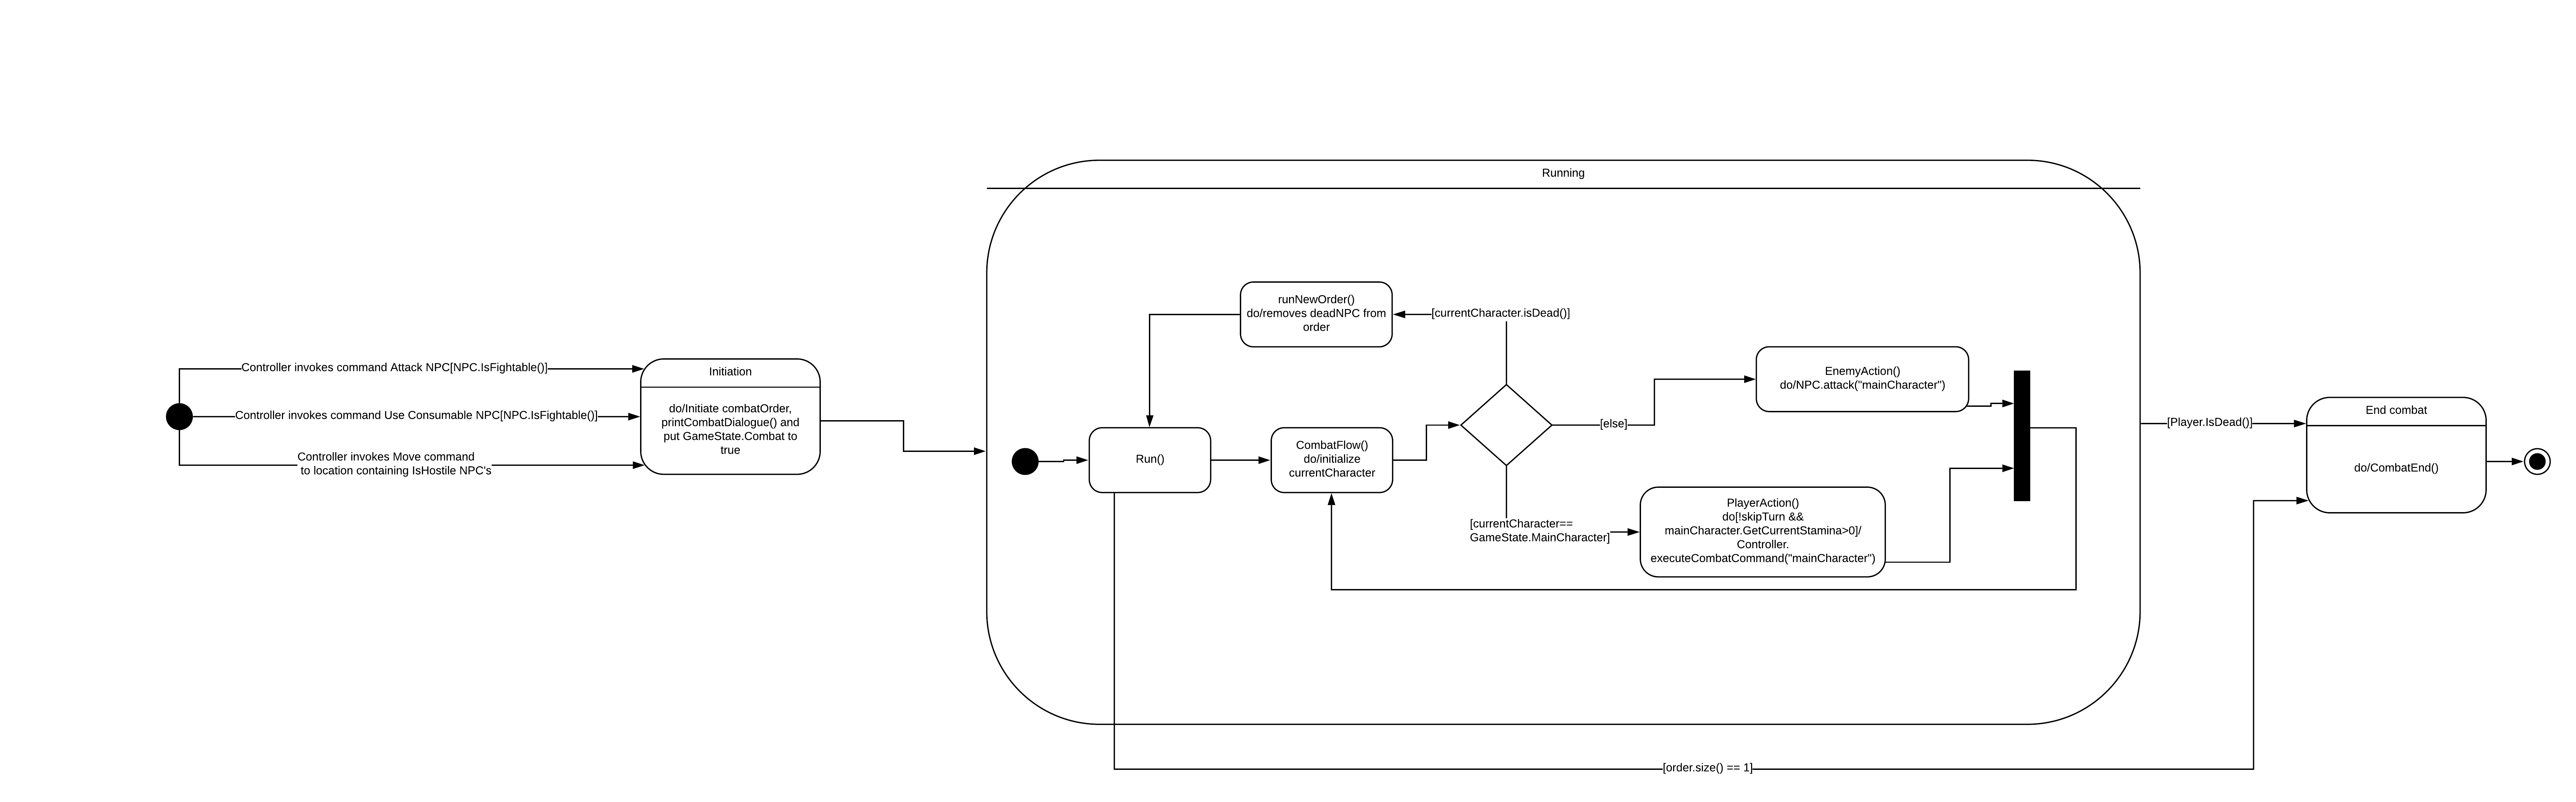 Running
runNewOrder()
do/removes deadNPC from
order
[currentCharacter.isDead()]
Controller invokes command Attack NPC[NPC.IsFightable()]
Controller invokes command Use Consumable NPC[NPC.IsFightable()]
Controller invokes Move command
to location containing IsHostile NPC's
Initiation
do/Initiate combatOrder,
printCombatDialogue() and
put GameState.Combat to
true
Run()
CombatFlow()
do/initialize
currentCharacter
[else]
EnemyAction()
do/NPC.attack("mainCharacter")
[currentCharacter==
GameState.MainCharacter]
PlayerAction()
do[!skipTurn &&
mainCharacter.GetCurrentStamina>0]/
Controller.
executeCombatCommand("mainCharacter")
[Player.IsDead()]
End combat
do/CombatEnd()
[order.size() == 1]